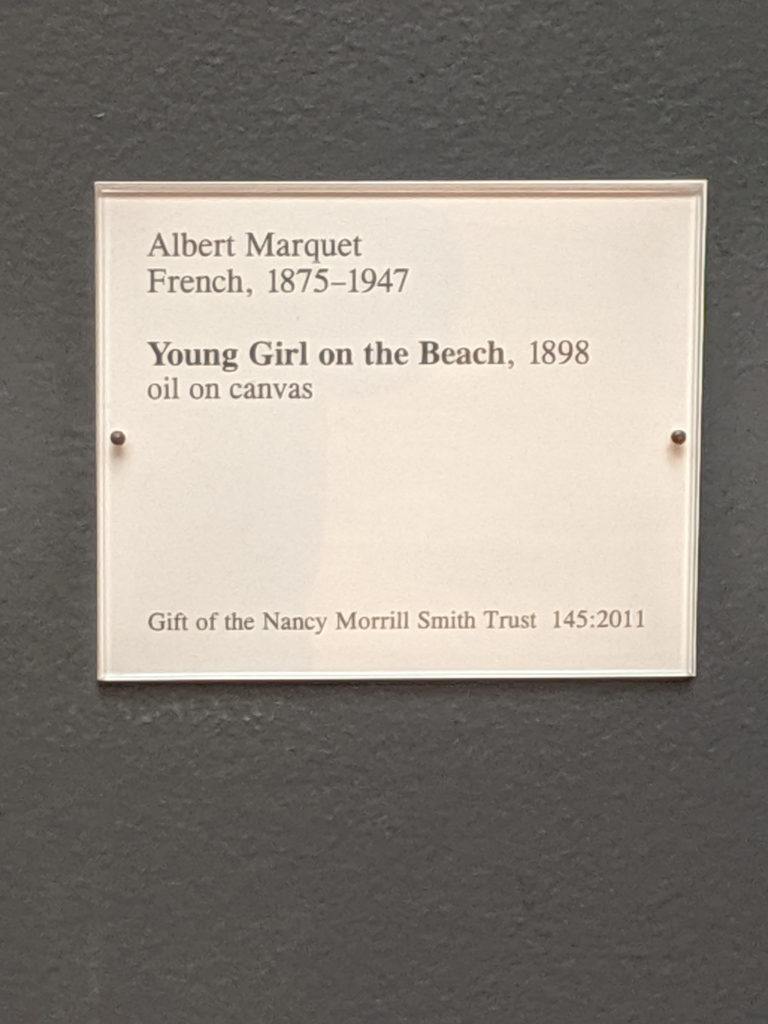 Albert Marquet
French, 1875–1947
Young Girl on the Beach, 1898
oil on canvas
Gift of the Nancy Morrill Smith Trust 145:2011